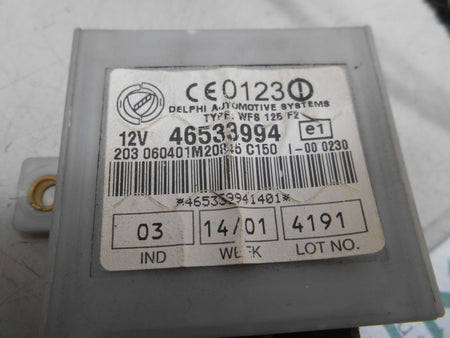 CE0123!
DELPHI AUTOMOTIVE SYSTEMS
TYPE: WFS 125 F2
12V 46533994 e1
203 060401M20845 C150 I-00 0230
*465339941401*
03 14/01 4191
IND WEEK LOT NO.